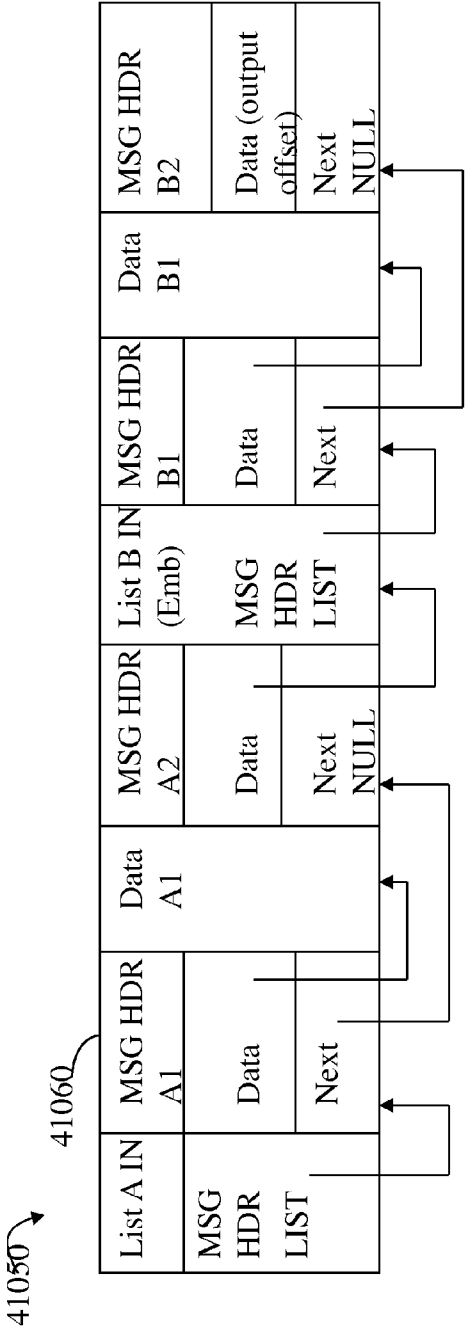 41050
41060
List A IN
MSG
HDR
LIST
MSG HDR
A1
Data
Next
Data
A1
MSG HDR
A2
Data
Next
NULL
List B IN
(Emb)
MSG
HDR
LIST
MSG HDR
B1
Data
Next
Data
B1
MSG HDR
B2
Data (output
offset)
Next
NULL